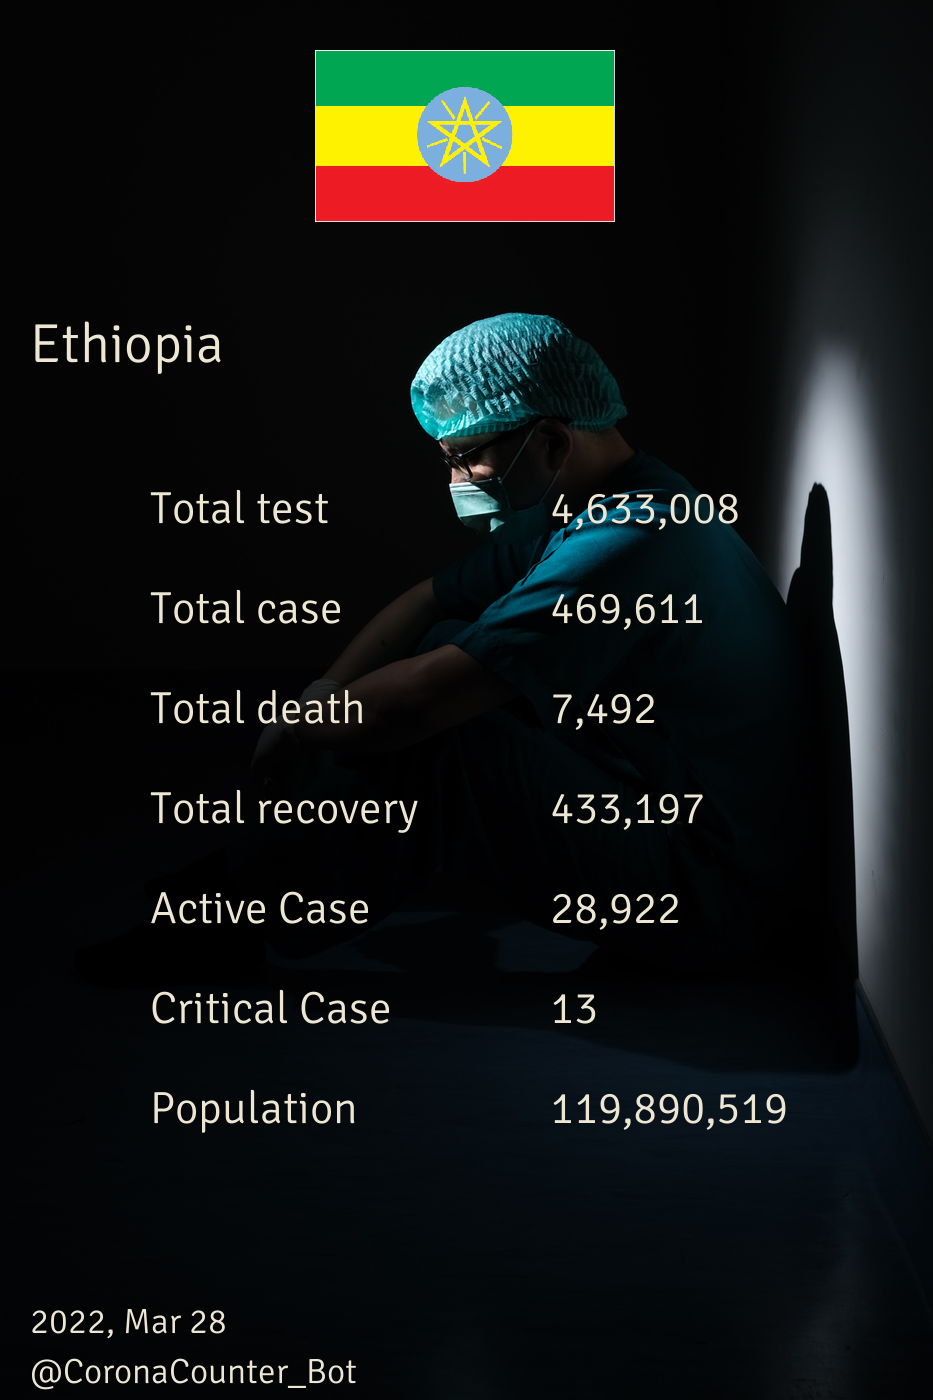 Ethiopia
Total test 4,633,008
Total case 469,611
Total death 7,492
Total recovery 433,197
Active Case 28,922
Critical Case 13
Population 119,890,519
2022, Mar 28
@CoronaCounter_Bot